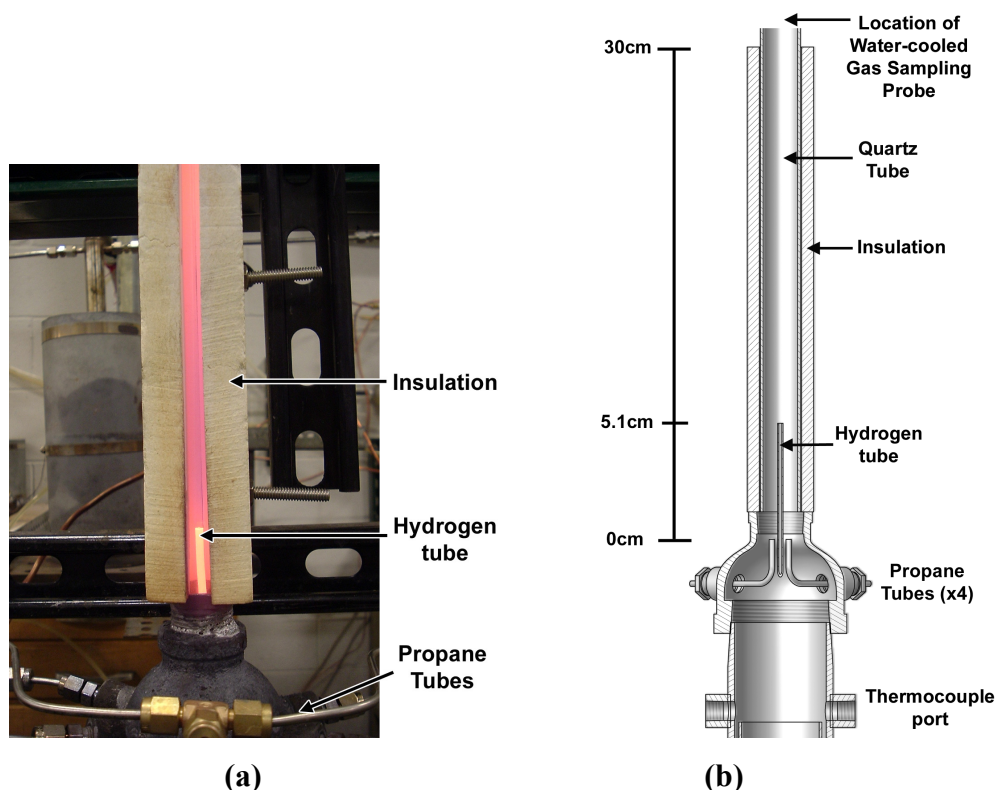 Insulation
Hydrogen
tube
Propane
Tubes
(a)
Location of
Water-cooled
Gas Sampling
Probe
30cm
Quartz
Tube
Insulation
5.1cm
Hydrogen
tube
0cm
Propane
Tubes (x4)
Thermocouple
port
(b)